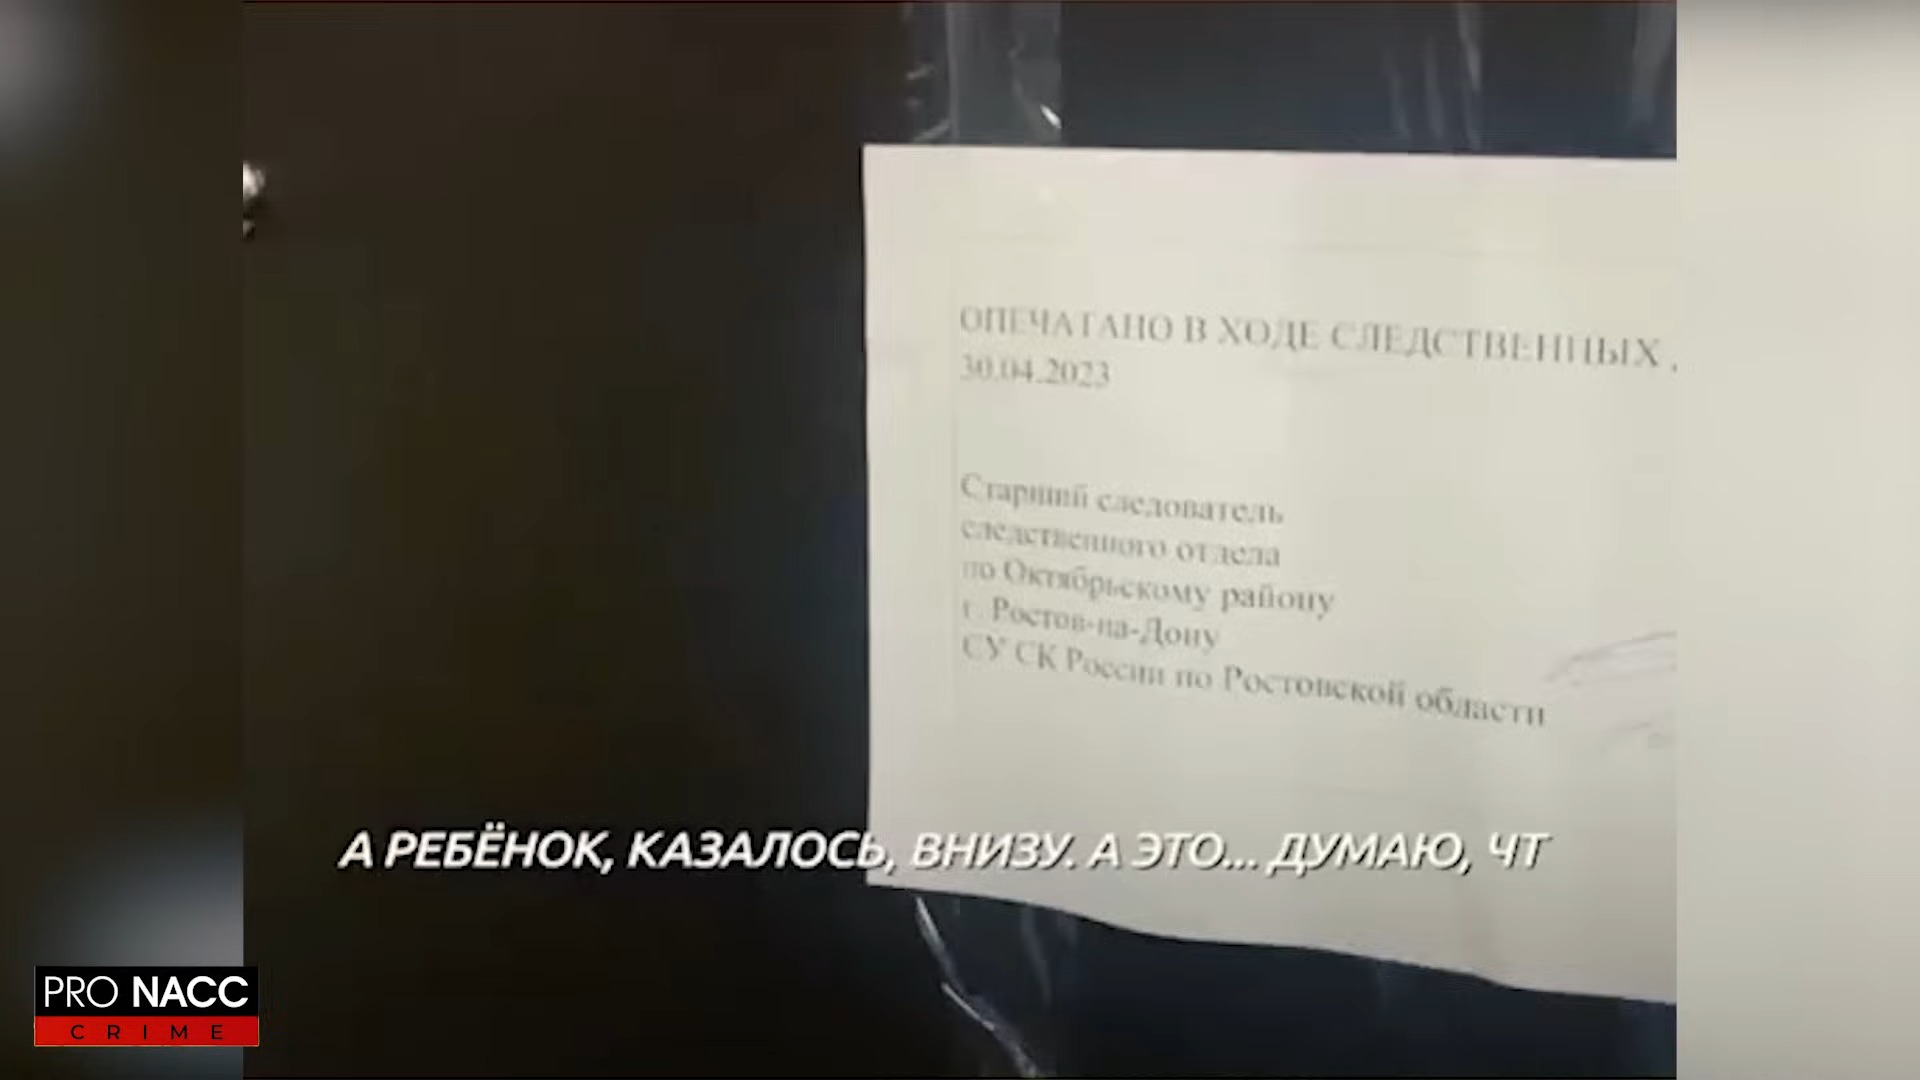 ОПЕЧАТАНО В ХОДЕ СЛЕДСТВЕННЫХ
30.04.2023
Старший следователь
следственного отдела
по Октябрьскому району
г. Ростов-на-Дону
СУ СК России по Ростовской области
А РЕБЁНОК, КАЗАЛОСЬ, ВНИЗУ. А ЭТО... ДУМАЮ, ЧТ
PRO NACC
CRIME